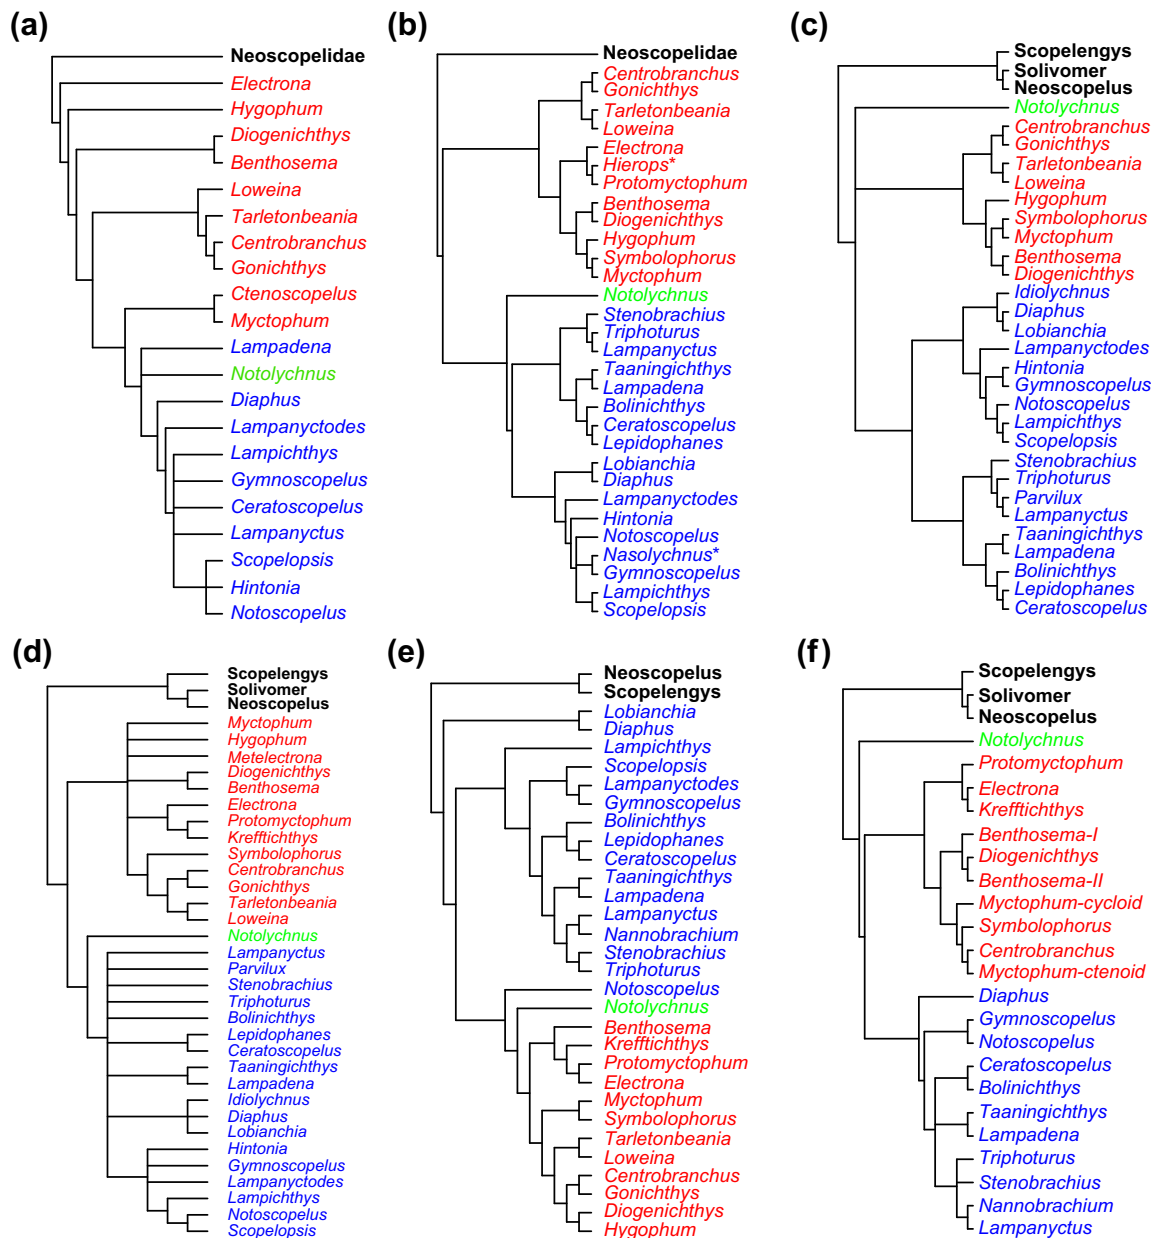 (a)
Neoscopelidae
Electrona
Hygophum
Diogenichthys
Benthosema
Loweina
Tarletonbeania
Centrobranchus
Gonichthys
Ctenoscopelus
Myctophum
Lampadena
Notolychnus
Diaphus
Lampanyctodes
Lampichthys
Gymnoscopelus
Ceratoscopelus
Lampanyctus
Scopelopsis
Hintonia
Notoscopelus
(b)
Neoscopelidae
Centrobranchus
Gonichthys
Tarletonbeania
Loweina
Electrona
Hierops*
Protomyctophum
Benthosema
Diogenichthys
Hygophum
Symbolophorus
Myctophum
Notolychnus
Stenobrachius
Triphoturus
Lampanyctus
Taaningichthys
Lampadena
Bolinichthys
Ceratoscopelus
Lepidophanes
Lobianchia
Diaphus
Lampanyctodes
Hintonia
Notoscopelus
Nasolychnus*
Gymnoscopelus
Lampichthys
Scopelopsis
(c)
Scopelengys
Solivomer
Neoscopelus
Notolychnus
Centrobranchus
Gonichthys
Tarletonbeania
Loweina
Hygophum
Symbolophorus
Myctophum
Benthosema
Diogenichthys
Idiolychnus
Diaphus
Lobianchia
Lampanyctodes
Hintonia
Gymnoscopelus
Notoscopelus
Lampichthys
Scopelopsis
Stenobrachius
Triphoturus
Parvilux
Lampanyctus
Taaningichthys
Lampadena
Bolinichthys
Lepidophanes
Ceratoscopelus
(d)
Scopelengys
Solivomer
Neoscopelus
Myctophum
Hygophum
Metelectrona
Diogenichthys
Benthosema
Electrona
Protomyctophum
Krefftichthys
Symbolophorus
Centrobranchus
Gonichthys
Tarletonbeania
Loweina
Notolychnus
Lampanyctus
Parvilux
Stenobrachius
Triphoturus
Bolinichthys
Lepidophanes
Ceratoscopelus
Taaningichthys
Lampadena
Idiolychnus
Diaphus
Lobianchia
Hintonia
Gymnoscopelus
Lampanyctodes
Lampichthys
Notoscopelus
Scopelopsis
(e)
Neoscopelus
Scopelengys
Lobianchia
Diaphus
Lampichthys
Scopelopsis
Lampanyctodes
Gymnoscopelus
Bolinichthys
Lepidophanes
Ceratoscopelus
Taaningichthys
Lampadena
Lampanyctus
Nannobrachium
Stenobrachius
Triphoturus
Notoscopelus
Notolychnus
Benthosema
Krefftichthys
Protomyctophum
Electrona
Myctophum
Symbolophorus
Tarletonbeania
Loweina
Centrobranchus
Gonichthys
Diogenichthys
Hygophum
(f)
Scopelengys
Solivomer
Neoscopelus
Notolychnus
Protomyctophum
Electrona
Krefftichthys
Benthosema-I
Diogenichthys
Benthosema-II
Myctophum-cycloid
Symbolophorus
Centrobranchus
Myctophum-ctenoid
Diaphus
Gymnoscopelus
Notoscopelus
Ceratoscopelus
Bolinichthys
Taaningichthys
Lampadena
Triphoturus
Stenobrachius
Nannobrachium
Lampanyctus